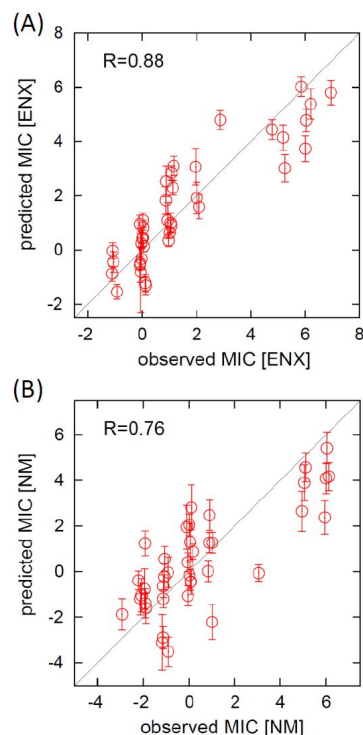 (A)
R=0.88
predicted MIC [ENX]
8
6
4
2
0
-2
-2 0 2 4 6 8
observed MIC [ENX]
(B)
R=0.76
predicted MIC [NM]
6
4
2
0
-2
-4
-4 -2 0 2 4 6
observed MIC [NM]